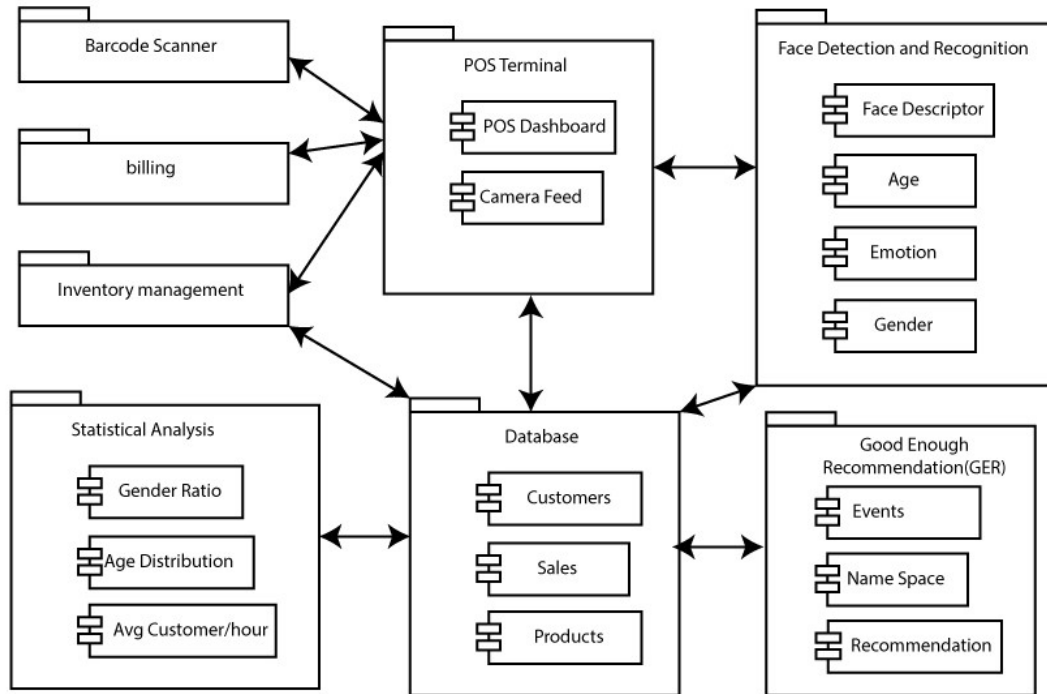 Barcode Scanner
billing
Inventory management
POS Terminal
POS Dashboard
Camera Feed
Face Detection and Recognition
Face Descriptor
Age
Emotion
Gender
Statistical Analysis
Gender Ratio
Age Distribution
Avg Customer/hour
Database
Customers
Sales
Products
Good Enough
Recommendation(GER)
Events
Name Space
Recommendation